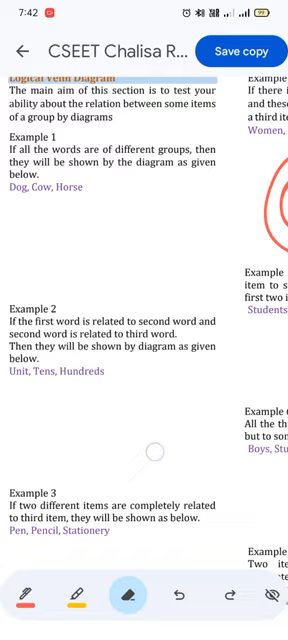 7:42
99
CSEET Chalisa R...
Save copy
Logical Venn Diagram
The main aim of this section is to test your
ability about the relation between some items
of a group by diagrams
Example 1
If all the words are of different groups, then
they will be shown by the diagram as given
below.
Dog, Cow, Horse
Example 2
If the first word is related to second word and
second word is related to third word.
Then they will be shown by diagram as given
below.
Unit, Tens, Hundreds
Example 3
If two different items are completely related
to third item, they will be shown as below.
Pen, Pencil, Stationery
Example
If there i
and these
a third ite
Women,
Example
item to s
first two i
Students
Example
All the th
but to son
Boys, Stu
Example
Two ite